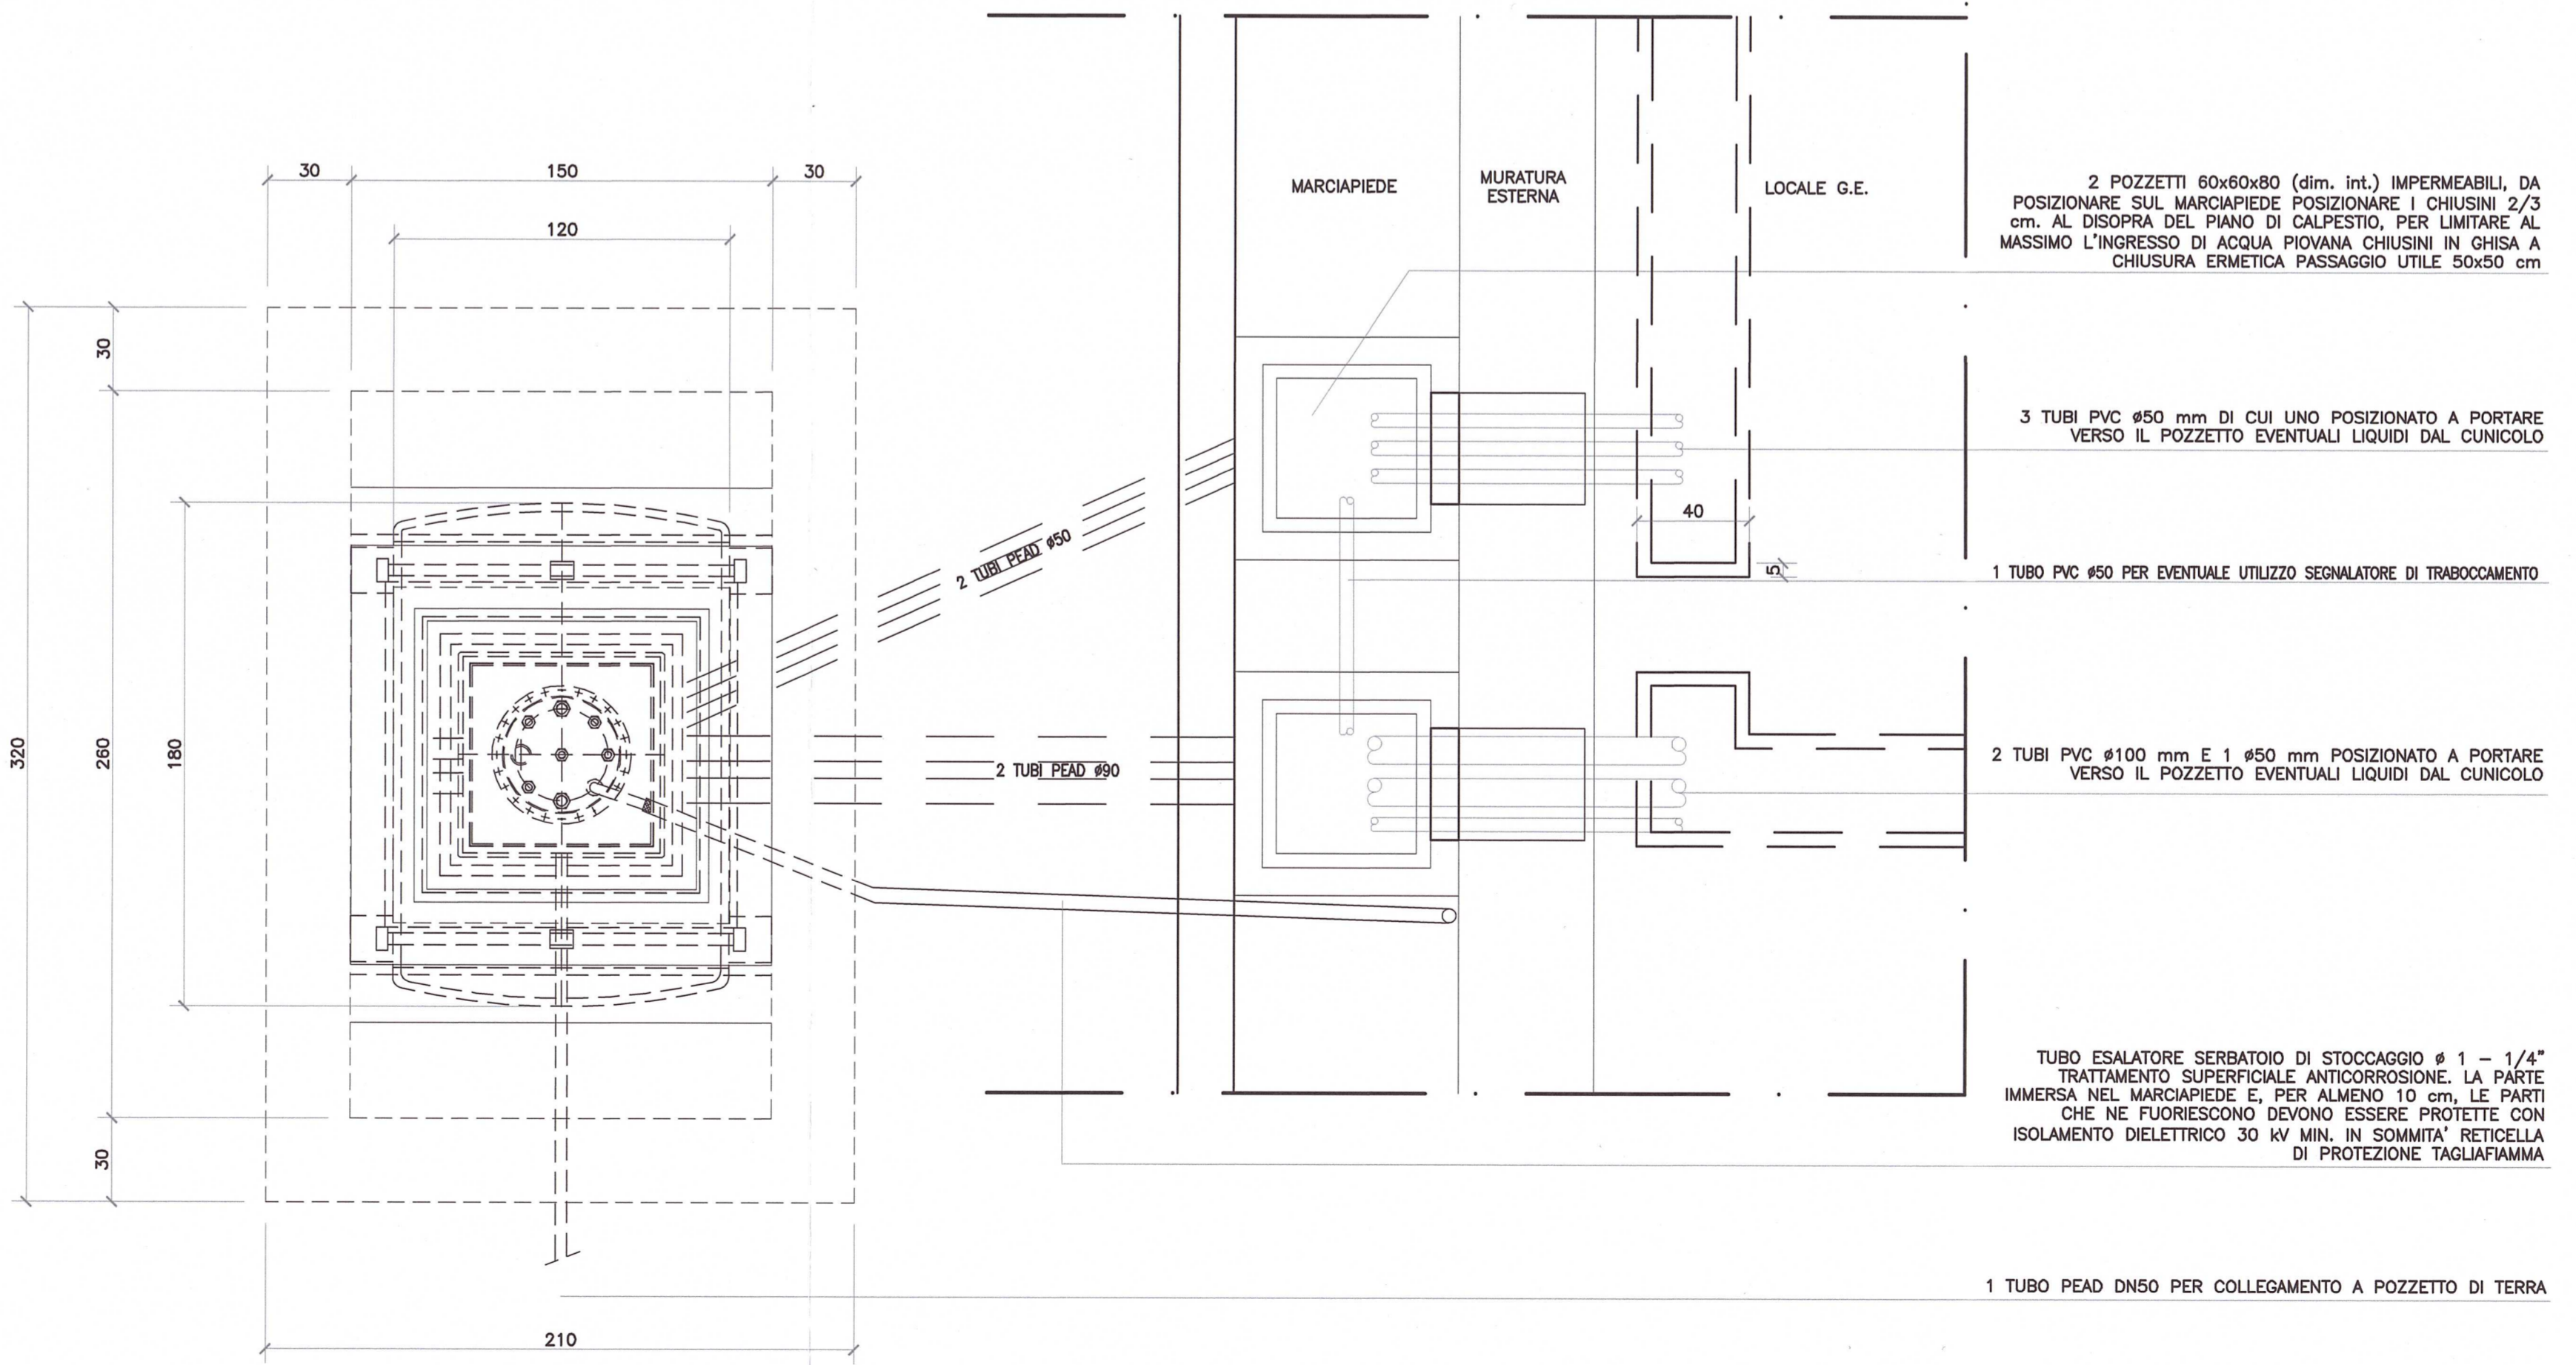 30
150
30
120
30
320
260
180
30
210
2 TUBI PEAD ø50
2 TUBI PEAD ø90
MARCIAPIEDE
MURATURA
ESTERNA
LOCALE G.E.
40
5
2 POZZETTI 60x60x80 (dim. int.) IMPERMEABILI, DA
POSIZIONARE SUL MARCIAPIEDE POSIZIONARE I CHIUSINI 2/3
cm. AL DISOPRA DEL PIANO DI CALPESTIO, PER LIMITARE AL
MASSIMO L'INGRESSO DI ACQUA PIOVANA CHIUSINI IN GHISA A
CHIUSURA ERMETICA PASSAGGIO UTILE 50x50 cm
3 TUBI PVC ø50 mm DI CUI UNO POSIZIONATO A PORTARE
VERSO IL POZZETTO EVENTUALI LIQUIDI DAL CUNICOLO
1 TUBO PVC ø50 PER EVENTUALE UTILIZZO SEGNALATORE DI TRABOCCAMENTO
2 TUBI PVC ø100 mm E 1 ø50 mm POSIZIONATO A PORTARE
VERSO IL POZZETTO EVENTUALI LIQUIDI DAL CUNICOLO
TUBO ESALATORE SERBATOIO DI STOCCAGGIO ø 1 - 1/4"
TRATTAMENTO SUPERFICIALE ANTICORROSIONE. LA PARTE
IMMERSA NEL MARCIAPIEDE E, PER ALMENO 10 cm, LE PARTI
CHE NE FUORIESCONO DEVONO ESSERE PROTETTE CON
ISOLAMENTO DIELETTRICO 30 kV MIN. IN SOMMITA' RETICELLA
DI PROTEZIONE TAGLIAFIAMMA
1 TUBO PEAD DN50 PER COLLEGAMENTO A POZZETTO DI TERRA